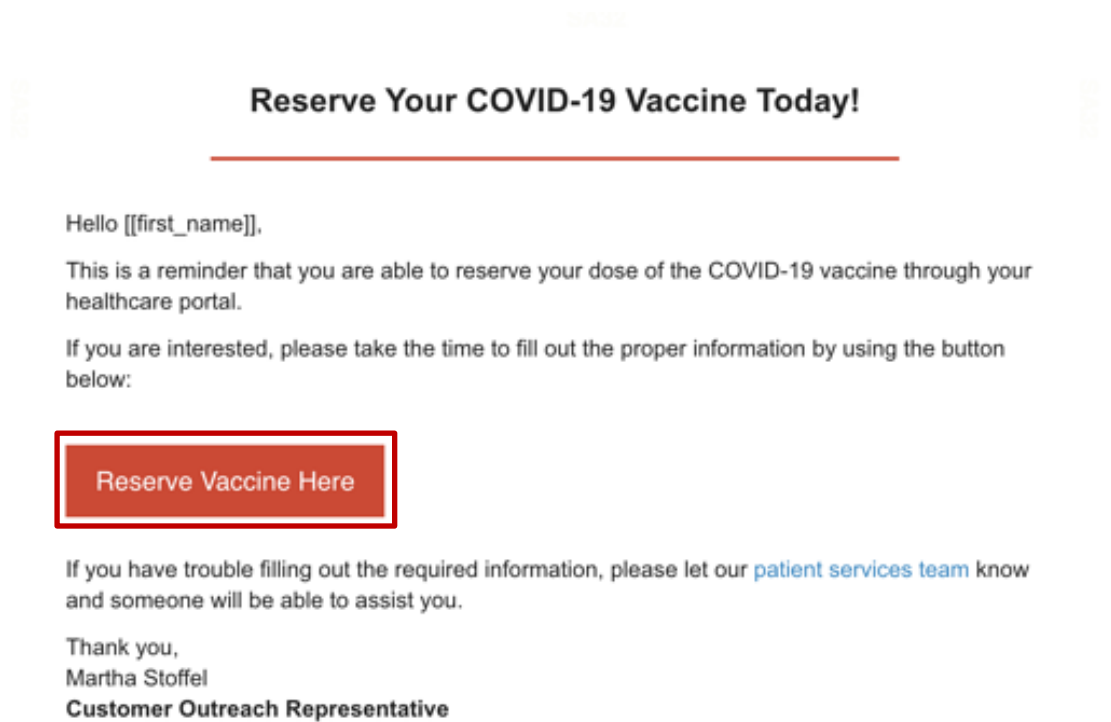 Reserve Your COVID-19 Vaccine Today!
Hello [[first_name]],
This is a reminder that you are able to reserve your dose of the COVID-19 vaccine through your
healthcare portal.
If you are interested, please take the time to fill out the proper information by using the button
below:
Reserve Vaccine Here
If you have trouble filling out the required information, please let our patient services team know
and someone will be able to assist you.
Thank you,
Martha Stoffel
Customer Outreach Representative